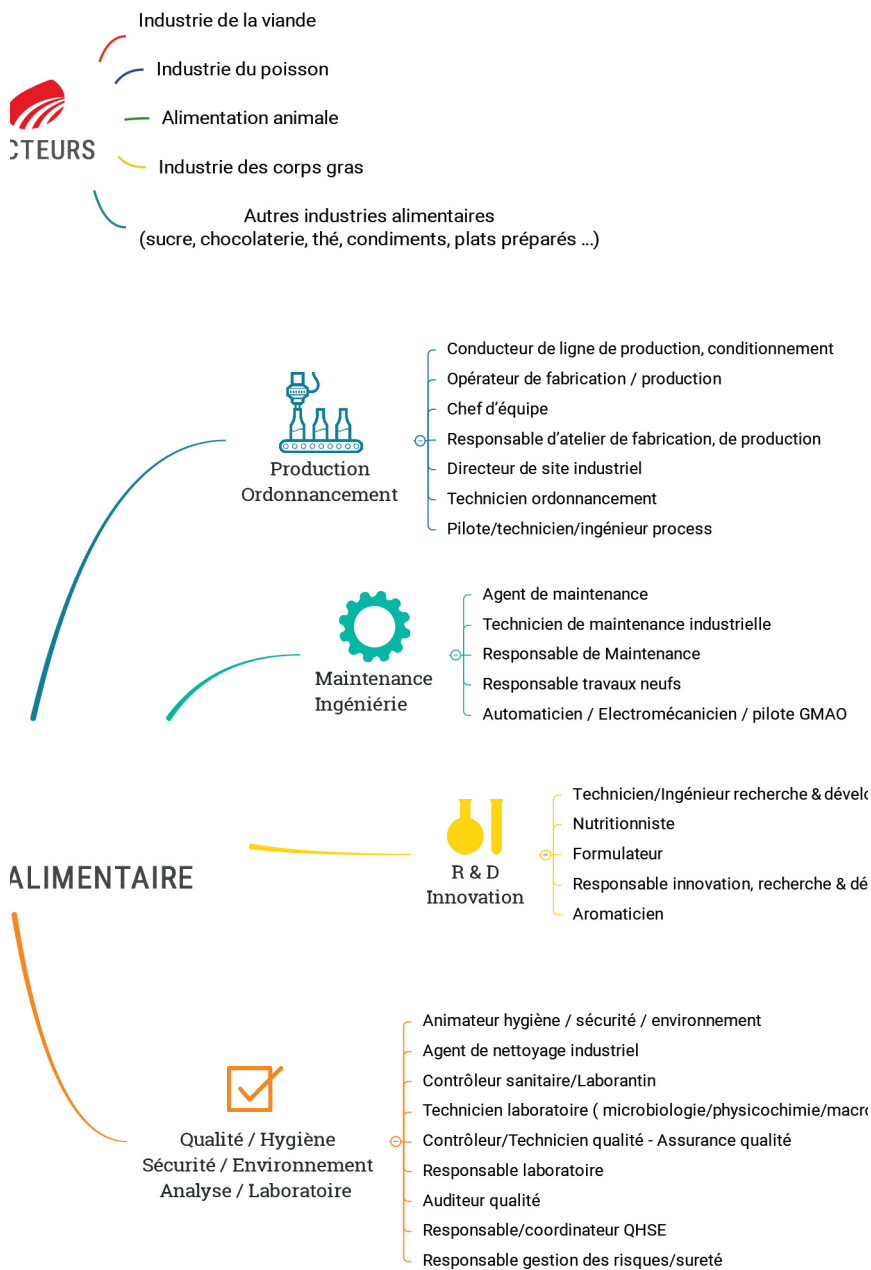 Industrie de la viande
Industrie du poisson
Alimentation animale
CTEURS
Industrie des corps gras
Autres industries alimentaires
(sucre, chocolaterie, thé, condiments, plats préparés ...)
Production
Ordonnancement
Conducteur de ligne de production, conditionnement
Opérateur de fabrication / production
Chef d'équipe
Responsable d'atelier de fabrication, de production
Directeur de site industriel
Technicien ordonnancement
Pilote/technicien/ingénieur process
Maintenance
Ingéniérie
Agent de maintenance
Technicien de maintenance industrielle
Responsable de Maintenance
Responsable travaux neufs
Automaticien / Electromécanicien / pilote GMAO
ALIMENTAIRE
R & D
Innovation
Technicien/Ingénieur recherche & dévelo
Nutritionniste
Formulateur
Responsable innovation, recherche & dé
Aromaticien
Qualité / Hygiène
Sécurité / Environnement
Analyse / Laboratoire
Animateur hygiène / sécurité / environnement
Agent de nettoyage industriel
Contrôleur sanitaire/Laborantin
Technicien laboratoire ( microbiologie/physicochimie/macro
Contrôleur/Technicien qualité - Assurance qualité
Responsable laboratoire
Auditeur qualité
Responsable/coordinateur QHSE
Responsable gestion des risques/sureté